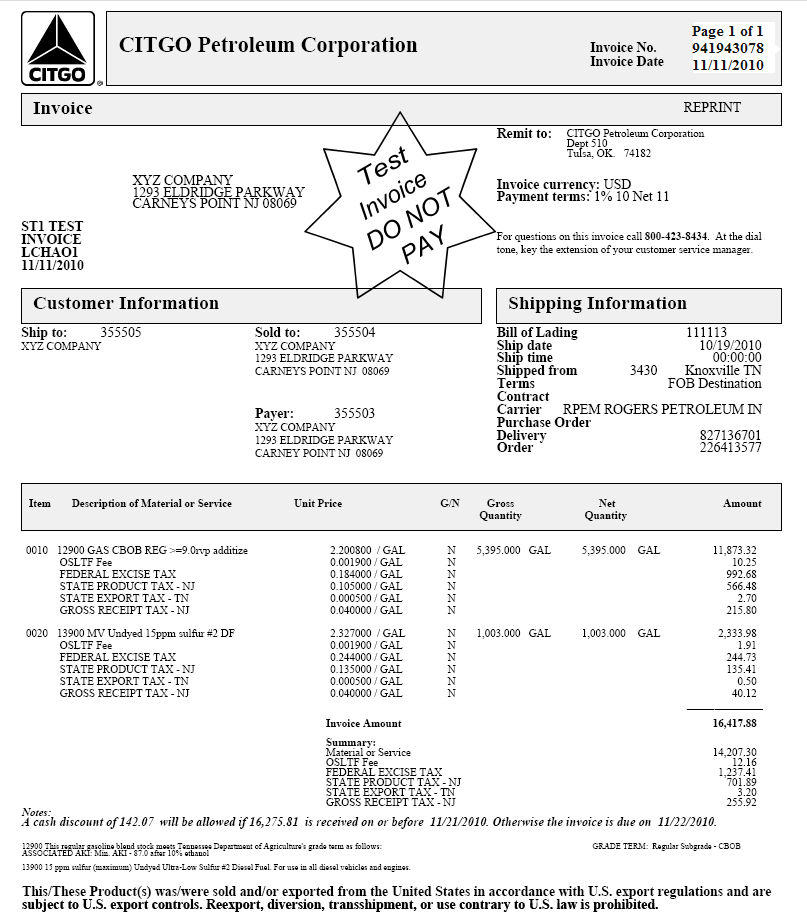 CITGO
CITGO Petroleum Corporation
Page 1 of 1
Invoice No. 941943078
Invoice Date 11/11/2010
Invoice
REPRINT
Test
Invoice
DO NOT
PAY
Remit to: CITGO Petroleum Corporation
Dept 510
Tulsa, OK. 74182
XYZ COMPANY
1293 ELDRIDGE PARKWAY
CARNEYS POINT NJ 08069
Invoice currency: USD
Payment terms: 1% 10 Net 11
ST1 TEST
INVOICE
LCHAO1
11/11/2010
For questions on this invoice call 800-423-8434. At the dial
tone, key the extension of your customer service manager.
Customer Information
Ship to: 355505
XYZ COMPANY
Sold to: 355504
XYZ COMPANY
1293 ELDRIDGE PARKWAY
CARNEYS POINT NJ 08069
Payer: 355503
XYZ COMPANY
1293 ELDRIDGE PARKWAY
CARNEY POINT NJ 08069
Shipping Information
Bill of Lading 111113
Ship date 10/19/2010
Ship time 00:00:00
Shipped from 3430 Knoxville TN
Terms FOB Destination
Contract
Carrier RPEM ROGERS PETROLEUM IN
Purchase Order
Delivery 827136701
Order 226413577
Item Description of Material or Service Unit Price G/N Gross Quantity Net Quantity Amount
0010 12900 GAS CBOB REG >=9.0rvp additize 2.200800 / GAL N 5,395.000 GAL 5,395.000 GAL 11,873.32
OSLTF Fee 0.001900 / GAL N 10.25
FEDERAL EXCISE TAX 0.184000 / GAL N 992.68
STATE PRODUCT TAX - NJ 0.105000 / GAL N 566.48
STATE EXPORT TAX - TN 0.000500 / GAL N 2.70
GROSS RECEIPT TAX - NJ 0.040000 / GAL N 215.80
0020 13900 MV Undyed 15ppm sulfur #2 DF 2.327000 / GAL N 1,003.000 GAL 1,003.000 GAL 2,333.98
OSLTF Fee 0.001900 / GAL N 1.91
FEDERAL EXCISE TAX 0.244000 / GAL N 244.73
STATE PRODUCT TAX - NJ 0.135000 / GAL N 135.41
STATE EXPORT TAX - TN 0.000500 / GAL N 0.50
GROSS RECEIPT TAX - NJ 0.040000 / GAL N 40.12
Invoice Amount 16,417.88
Summary:
Material or Service 14,207.30
OSLTF Fee 12.16
FEDERAL EXCISE TAX 1,237.41
STATE PRODUCT TAX - NJ 701.89
STATE EXPORT TAX - TN 3.20
GROSS RECEIPT TAX - NJ 255.92
Notes:
A cash discount of 142.07 will be allowed if 16,275.81 is received on or before 11/21/2010. Otherwise the invoice is due on 11/22/2010.
12900 This regular gasoline blend stock meets Tennessee Department of Agriculture's grade term as follows: GRADE TERM: Regular Subgrade - CBOB
ASSOCIATED AKI: Min. AKI - 87.0 after 10% ethanol
13900 15 ppm sulfur (maximum) Undyed Ultra-Low Sulfur #2 Diesel Fuel. For use in all diesel vehicles and engines.
This/These Product(s) was/were sold and/or exported from the United States in accordance with U.S. export regulations and are
subject to U.S. export controls. Reexport, diversion, transshipment, or use contrary to U.S. law is prohibited.